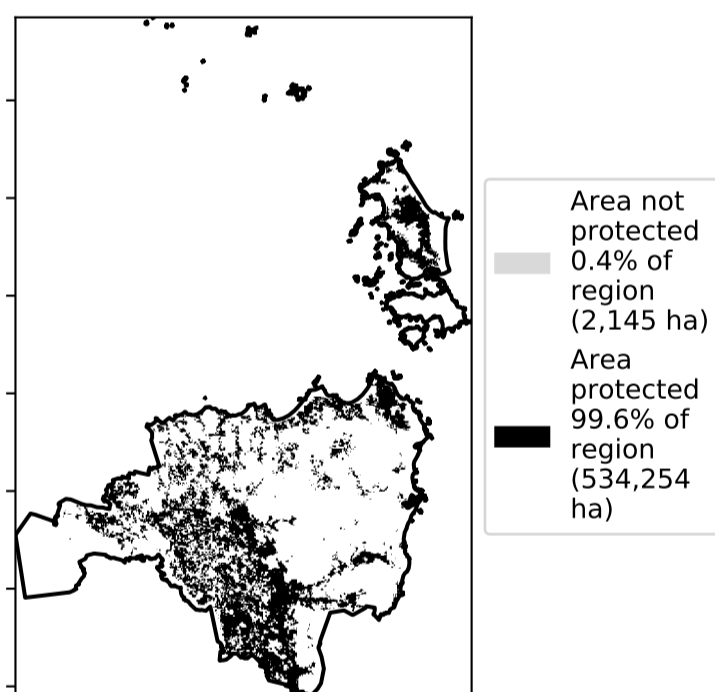 Area not
protected
0.4% of
region
(2,145 ha)
Area
protected
99.6% of
region
(534,254
ha)